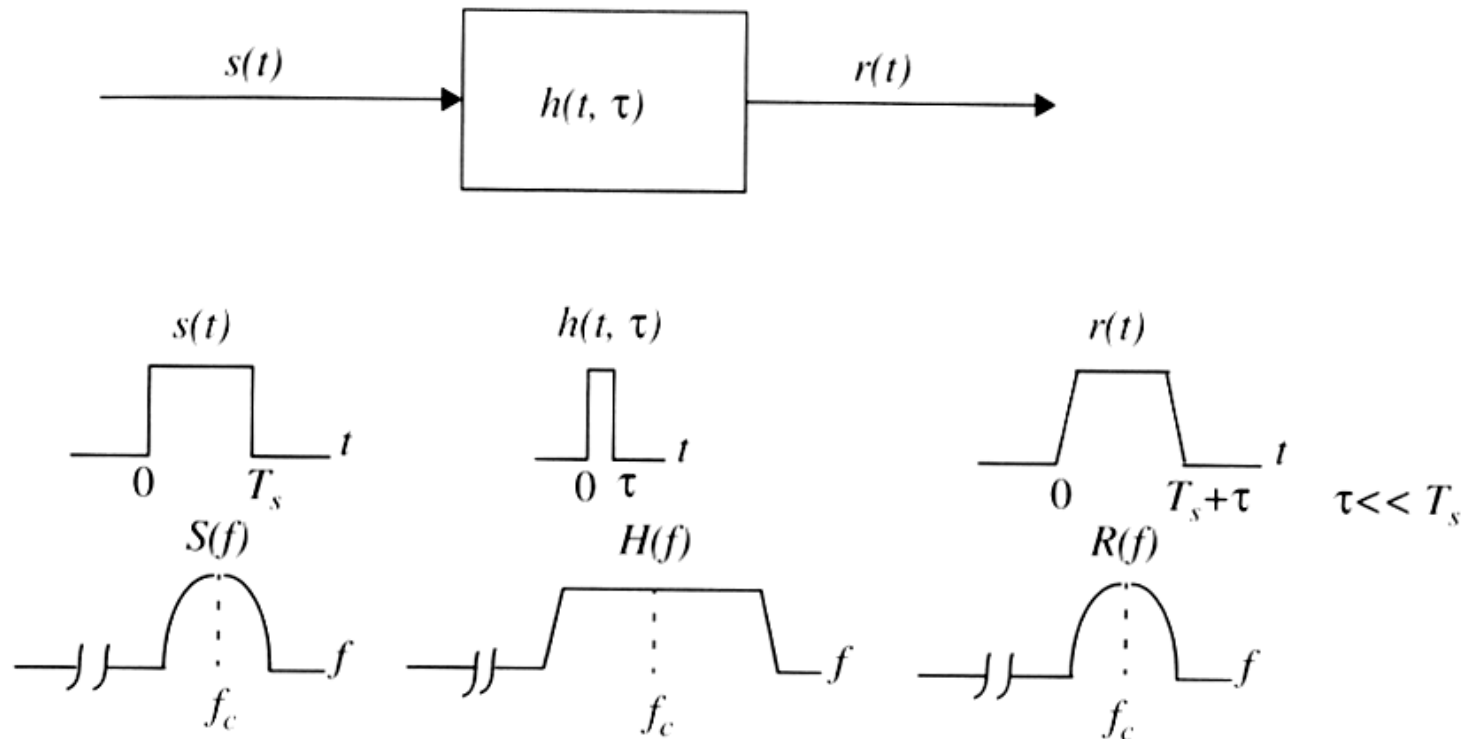 s(t)
h(t, τ)
r(t)
s(t)
h(t, τ)
r(t)
t
t
t
0
T_s
0
τ
0
T_s+τ
τ<< T_s
S(f)
H(f)
R(f)
f
f
f
f_c
f_c
f_c